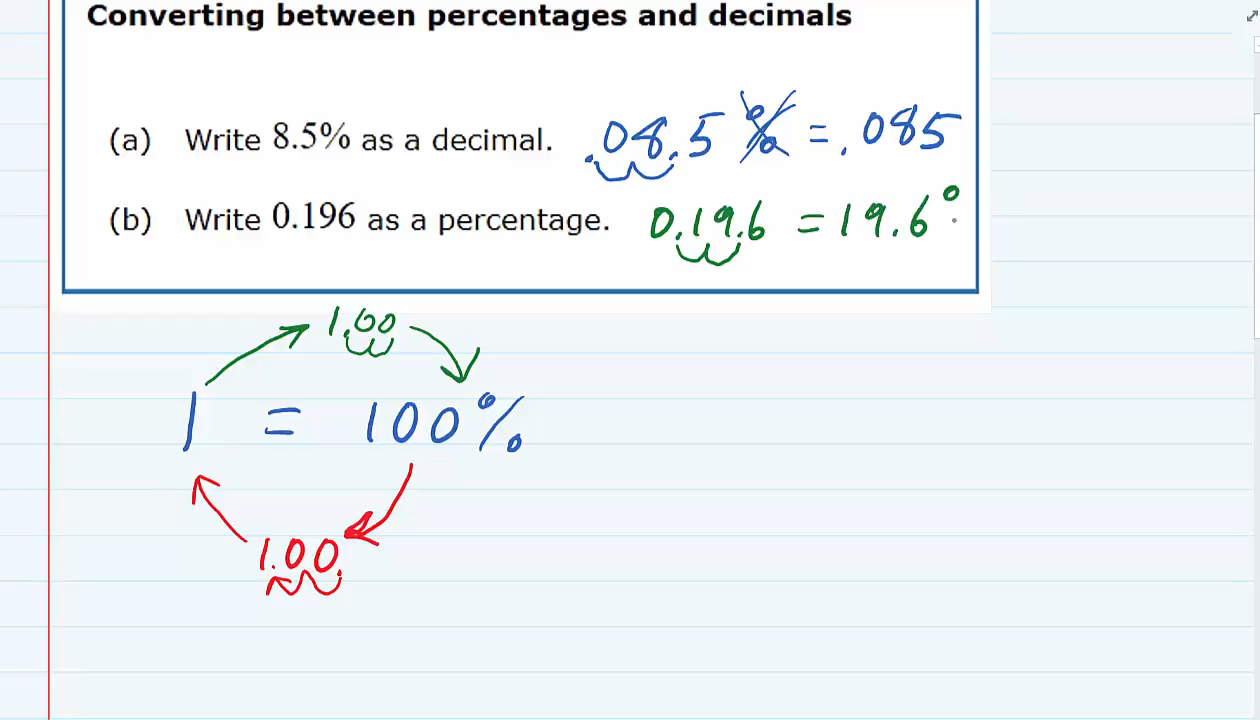 Converting between percentages and decimals
(a) Write 8.5% as a decimal. .08.5% = .085
(b) Write 0.196 as a percentage. 0.19.6 = 19.6°
1.00
1 = 100%
1.00.